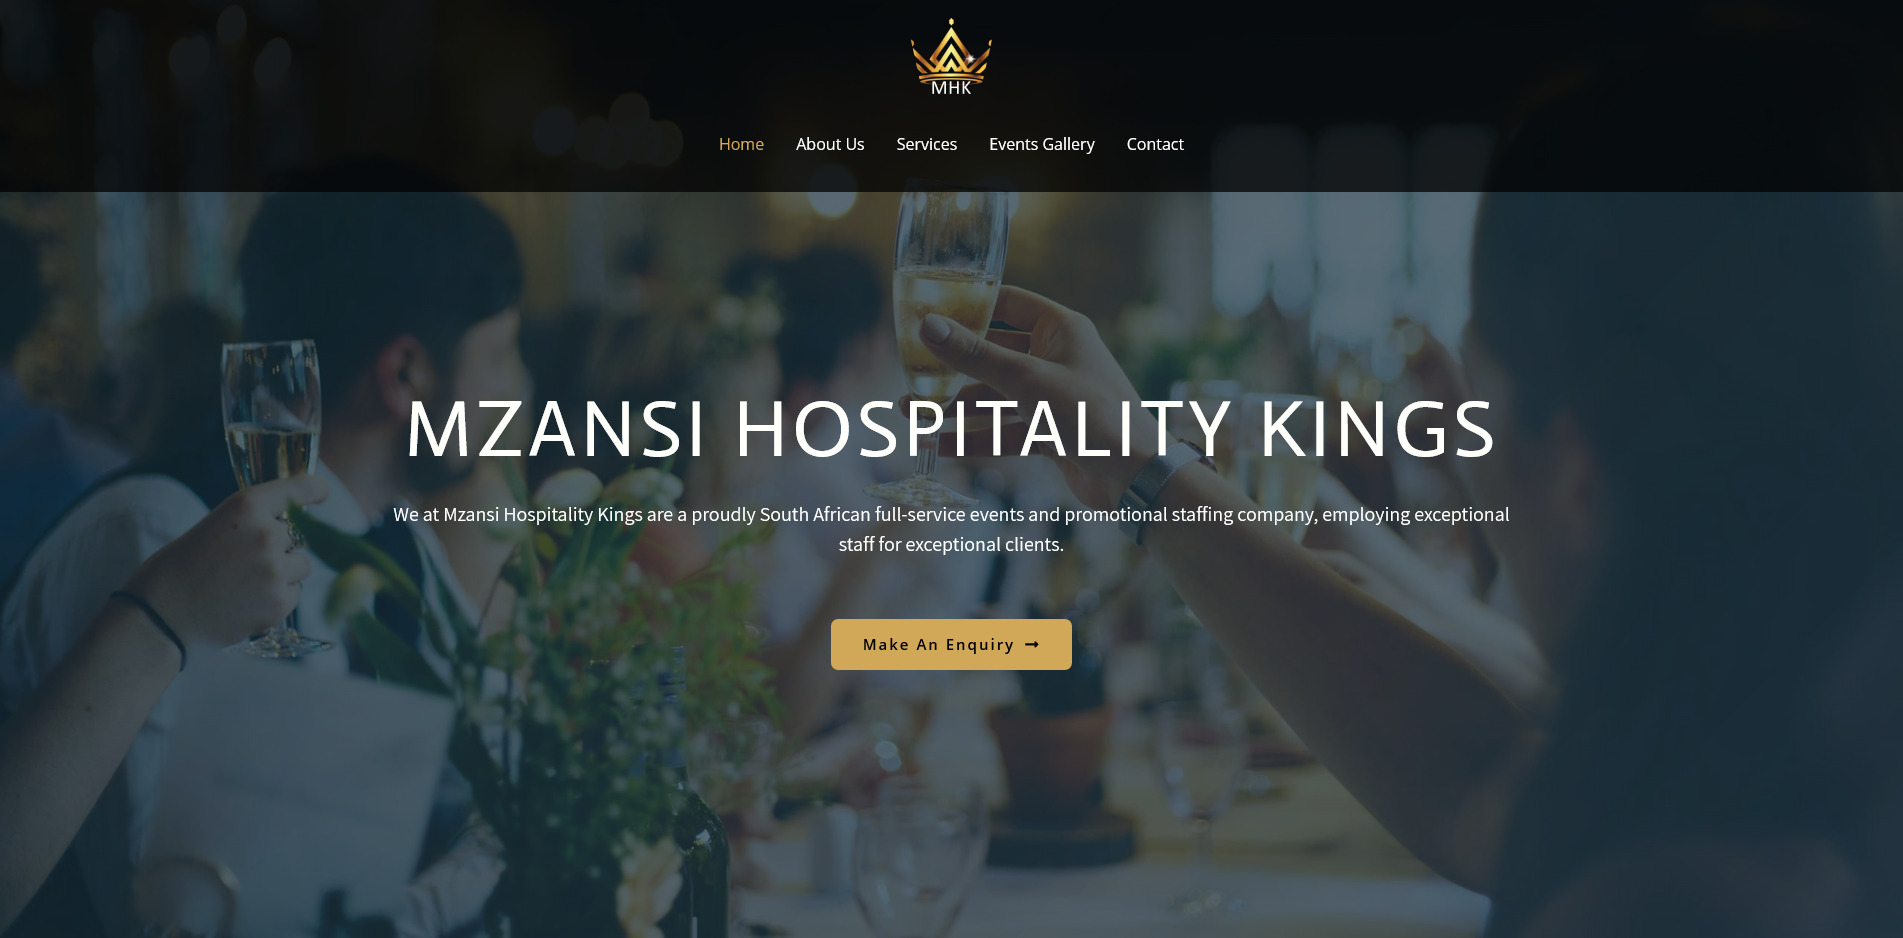 MHK
Home About Us Services Events Gallery Contact
MZANSI HOSPITALITY KINGS
We at Mzansi Hospitality Kings are a proudly South African full-service events and promotional staffing company, employing exceptional
staff for exceptional clients.
Make An Enquiry →